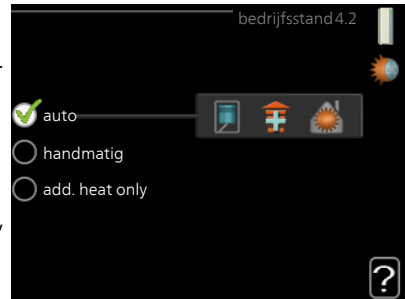 bedrijfsstand 4.2
auto
handmatig
add. heat only
?